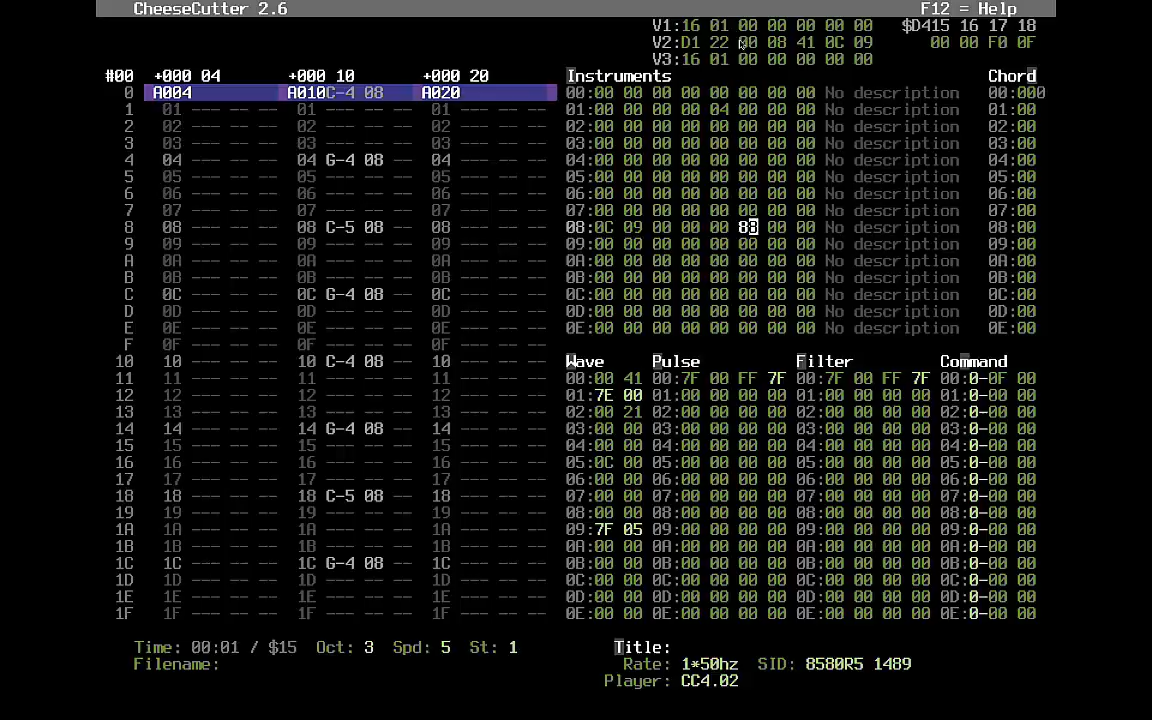 CheeseCutter 2.6 F12 = Help
V1:16 01 00 00 00 00 00 $D415 16 17 18
V2:D1 22 00 08 41 0C 09 00 00 F0 0F
V3:16 01 00 00 00 00 00
#00 +000 04 +000 10 +000 20 Instruments Chord
0 A004 A010C-4 08 A020 00:00 00 00 00 00 00 00 00 No description 00:000
1 01 --- -- -- 01 --- -- -- 01 --- -- -- 01:00 00 00 00 00 04 00 00 No description 01:00
2 02 --- -- -- 02 --- -- -- 02 --- -- -- 02:00 00 00 00 00 00 00 00 No description 02:00
3 03 --- -- -- 03 --- -- -- 03 --- -- -- 03:00 00 00 00 00 00 00 00 No description 03:00
4 04 --- -- -- 04 G-4 08 -- 04 --- -- -- 04:00 00 00 00 00 00 00 00 No description 04:00
5 05 --- -- -- 05 --- -- -- 05 --- -- -- 05:00 00 00 00 00 00 00 00 No description 05:00
6 06 --- -- -- 06 --- -- -- 06 --- -- -- 06:00 00 00 00 00 00 00 00 No description 06:00
7 07 --- -- -- 07 --- -- -- 07 --- -- -- 07:00 00 00 00 00 00 00 00 No description 07:00
8 08 --- -- -- 08 C-5 08 -- 08 --- -- -- 08:0C 09 00 00 00 88 00 00 No description 08:00
9 09 --- -- -- 09 --- -- -- 09 --- -- -- 09:00 00 00 00 00 00 00 00 No description 09:00
A 0A --- -- -- 0A --- -- -- 0A --- -- -- 0A:00 00 00 00 00 00 00 00 No description 0A:00
B 0B --- -- -- 0B --- -- -- 0B --- -- -- 0B:00 00 00 00 00 00 00 00 No description 0B:00
C 0C --- -- -- 0C G-4 08 -- 0C --- -- -- 0C:00 00 00 00 00 00 00 00 No description 0C:00
D 0D --- -- -- 0D --- -- -- 0D --- -- -- 0D:00 00 00 00 00 00 00 00 No description 0D:00
E 0E --- -- -- 0E --- -- -- 0E --- -- -- 0E:00 00 00 00 00 00 00 00 No description 0E:00
F 0F --- -- -- 0F --- -- -- 0F --- -- --
10 10 --- -- -- 10 C-4 08 -- 10 --- -- -- Wave Pulse Filter Command
11 11 --- -- -- 11 --- -- -- 11 --- -- -- 00:00 41 00:7F 00 FF 7F 00:7F 00 FF 7F 00:0-0F 00
12 12 --- -- -- 12 --- -- -- 12 --- -- -- 01:7E 00 01:00 00 00 00 01:00 00 00 00 01:0-00 00
13 13 --- -- -- 13 --- -- -- 13 --- -- -- 02:00 21 02:00 00 00 00 02:00 00 00 00 02:0-00 00
14 14 --- -- -- 14 G-4 08 -- 14 --- -- -- 03:00 00 03:00 00 00 00 03:00 00 00 00 03:0-00 00
15 15 --- -- -- 15 --- -- -- 15 --- -- -- 04:00 00 04:00 00 00 00 04:00 00 00 00 04:0-00 00
16 16 --- -- -- 16 --- -- -- 16 --- -- -- 05:0C 00 05:00 00 00 00 05:00 00 00 00 05:0-00 00
17 17 --- -- -- 17 --- -- -- 17 --- -- -- 06:00 00 06:00 00 00 00 06:00 00 00 00 06:0-00 00
18 18 --- -- -- 18 C-5 08 -- 18 --- -- -- 07:00 00 07:00 00 00 00 07:00 00 00 00 07:0-00 00
19 19 --- -- -- 19 --- -- -- 19 --- -- -- 08:00 00 08:00 00 00 00 08:00 00 00 00 08:0-00 00
1A 1A --- -- -- 1A --- -- -- 1A --- -- -- 09:7F 05 09:00 00 00 00 09:00 00 00 00 09:0-00 00
1B 1B --- -- -- 1B --- -- -- 1B --- -- -- 0A:00 00 0A:00 00 00 00 0A:00 00 00 00 0A:0-00 00
1C 1C --- -- -- 1C G-4 08 -- 1C --- -- -- 0B:00 00 0B:00 00 00 00 0B:00 00 00 00 0B:0-00 00
1D 1D --- -- -- 1D --- -- -- 1D --- -- -- 0C:00 00 0C:00 00 00 00 0C:00 00 00 00 0C:0-00 00
1E 1E --- -- -- 1E --- -- -- 1E --- -- -- 0D:00 00 0D:00 00 00 00 0D:00 00 00 00 0D:0-00 00
1F 1F --- -- -- 1F --- -- -- 1F --- -- -- 0E:00 00 0E:00 00 00 00 0E:00 00 00 00 0E:0-00 00
Time: 00:01 / $15 Oct: 3 Spd: 5 St: 1 Title:
Filename: Rate: 1*50hz SID: 8580R5 1489
Player: CC4.02